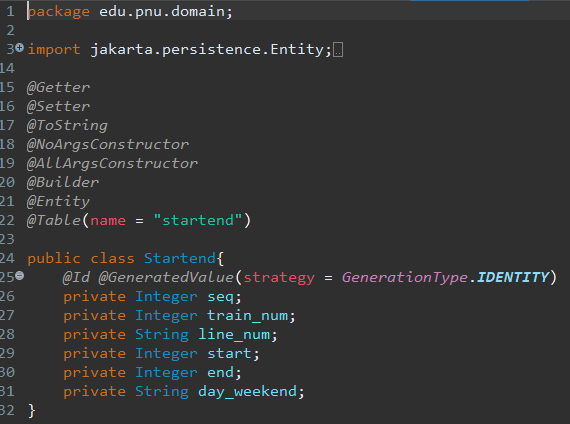 1 package edu.pnu.domain;
2
3 import jakarta.persistence.Entity;
14
15 @Getter
16 @Setter
17 @ToString
18 @NoArgsConstructor
19 @AllArgsConstructor
20 @Builder
21 @Entity
22 @Table(name = "startend")
23
24 public class Startend{
25 @Id @GeneratedValue(strategy = GenerationType.IDENTITY)
26 private Integer seq;
27 private Integer train_num;
28 private String line_num;
29 private Integer start;
30 private Integer end;
31 private String day_weekend;
32 }